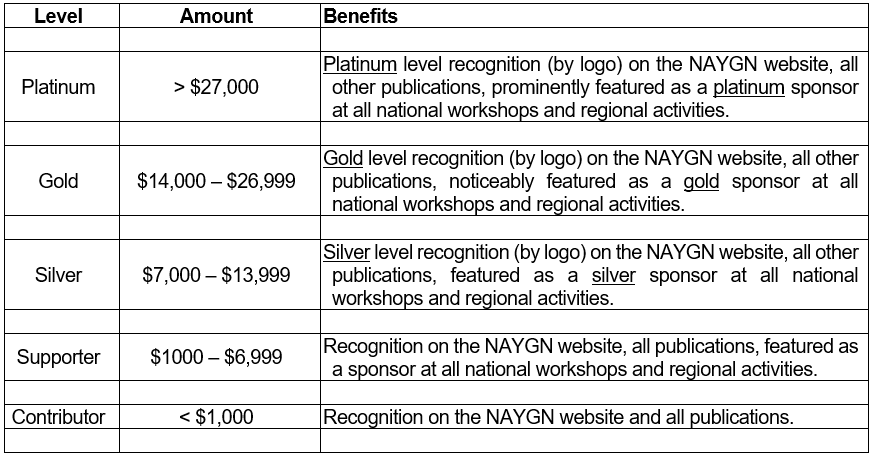 Level Amount Benefits
Platinum > $27,000 Platinum level recognition (by logo) on the NAYGN website, all
other publications, prominently featured as a platinum sponsor
at all national workshops and regional activities.
Gold $14,000 – $26,999 Gold level recognition (by logo) on the NAYGN website, all other
publications, noticeably featured as a gold sponsor at all
national workshops and regional activities.
Silver $7,000 – $13,999 Silver level recognition (by logo) on the NAYGN website, all other
publications, featured as a silver sponsor at all national
workshops and regional activities.
Supporter $1000 – $6,999 Recognition on the NAYGN website, all publications, featured as
a sponsor at all national workshops and regional activities.
Contributor < $1,000 Recognition on the NAYGN website and all publications.